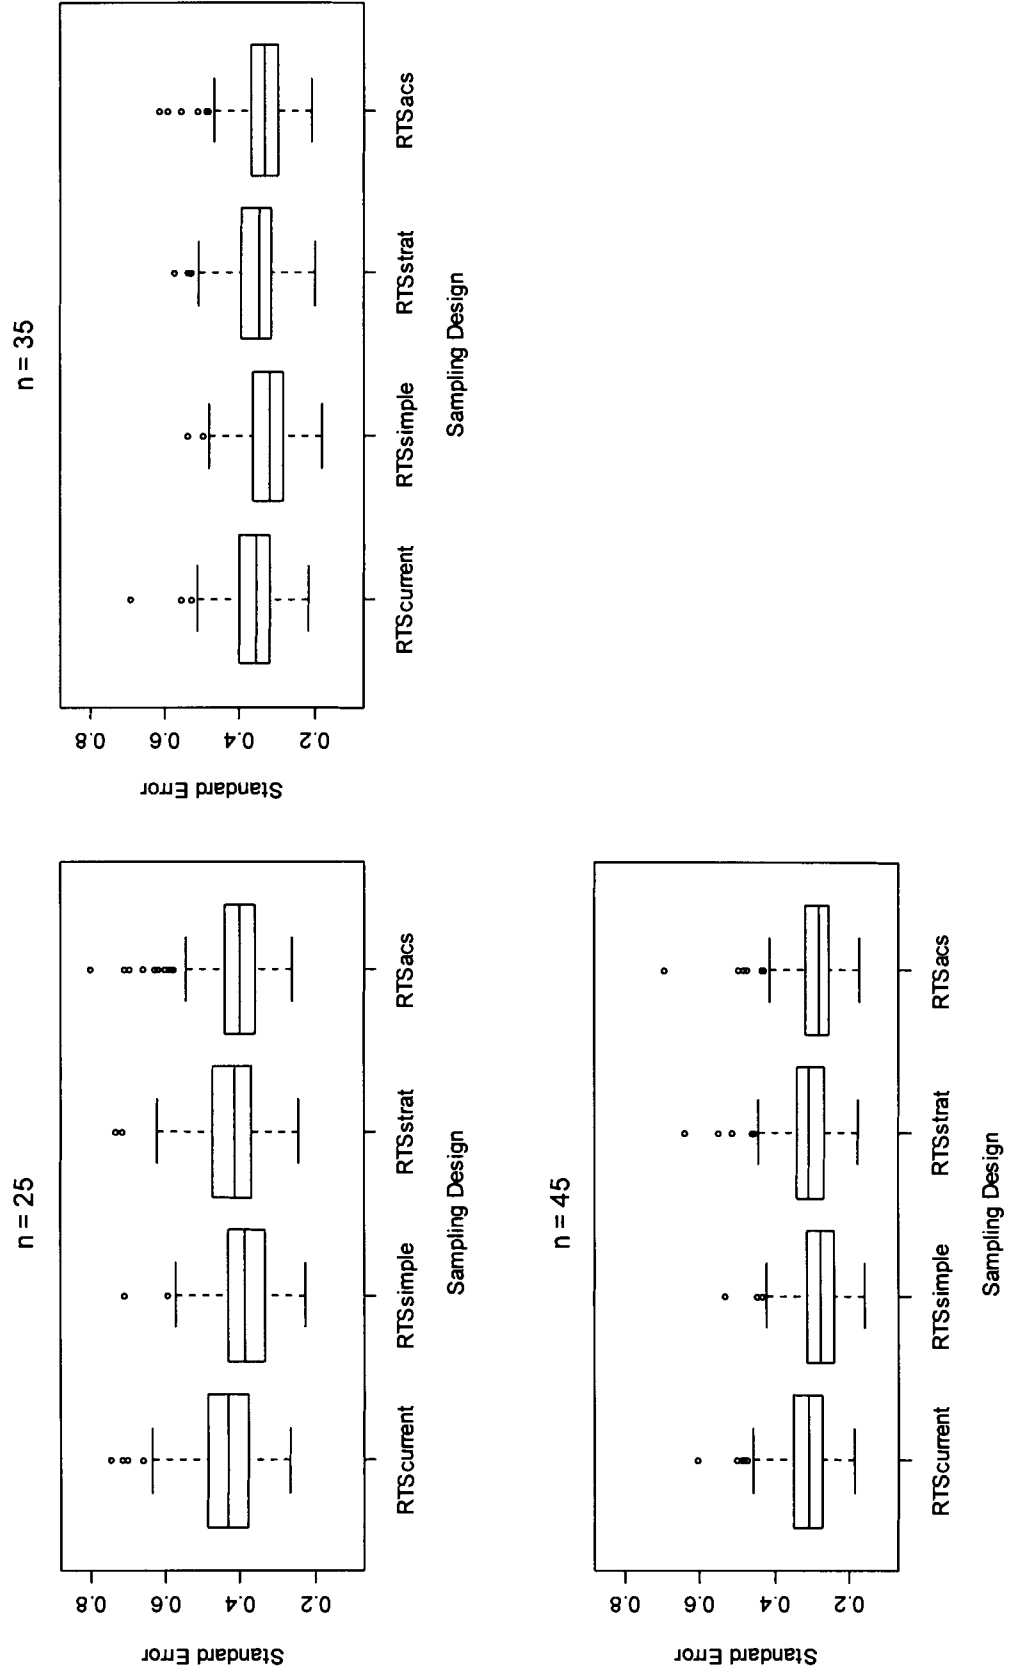 n = 25
Standard Error
0.2
0.4
0.6
0.8
RTScurrent
RTSsimple
RTSstrat
RTSacs
Sampling Design
n = 35
Standard Error
0.2
0.4
0.6
0.8
RTScurrent
RTSsimple
RTSstrat
RTSacs
Sampling Design
n = 45
Standard Error
0.2
0.4
0.6
0.8
RTScurrent
RTSsimple
RTSstrat
RTSacs
Sampling Design